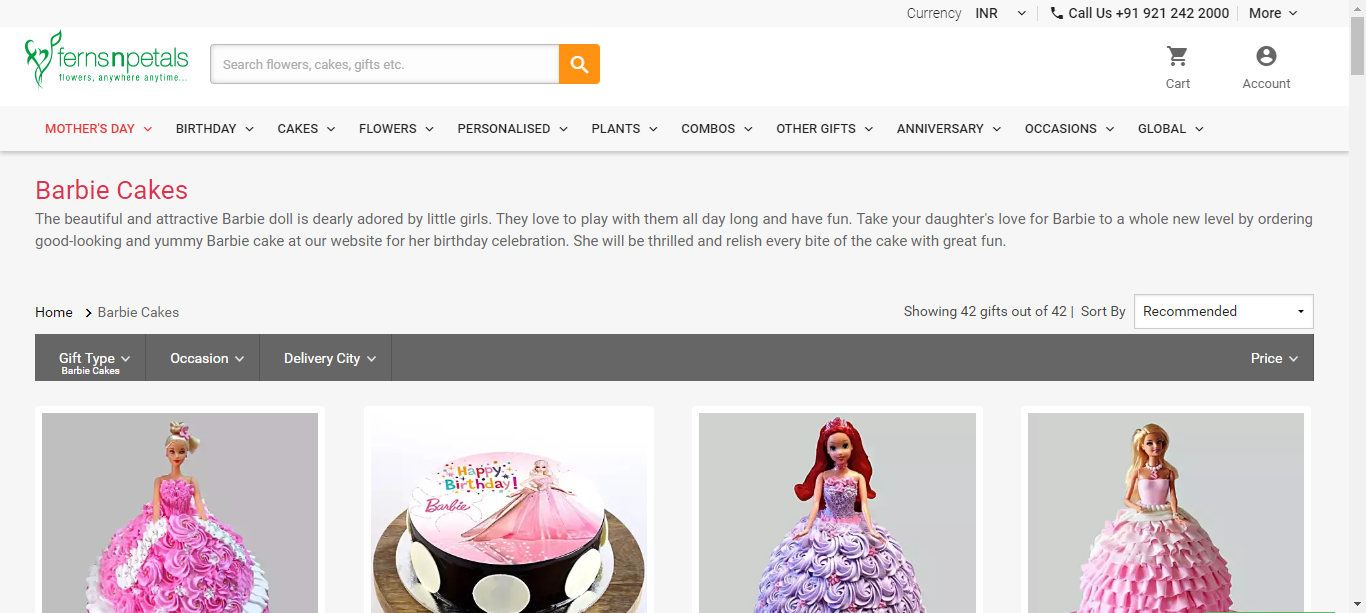 Currency INR Call Us +91 921 242 2000 More
fernsnpetals
flowers, anywhere anytime...
Search flowers, cakes, gifts etc.
Cart
Account
MOTHER'S DAY BIRTHDAY CAKES FLOWERS PERSONALISED PLANTS COMBOS OTHER GIFTS ANNIVERSARY OCCASIONS GLOBAL
Barbie Cakes
The beautiful and attractive Barbie doll is dearly adored by little girls. They love to play with them all day long and have fun. Take your daughter's love for Barbie to a whole new level by ordering
good-looking and yummy Barbie cake at our website for her birthday celebration. She will be thrilled and relish every bite of the cake with great fun.
Home > Barbie Cakes
Showing 42 gifts out of 42 | Sort By Recommended
Gift Type Occasion Delivery City Price
Barbie Cakes
Happy
Birthday!
Barbie